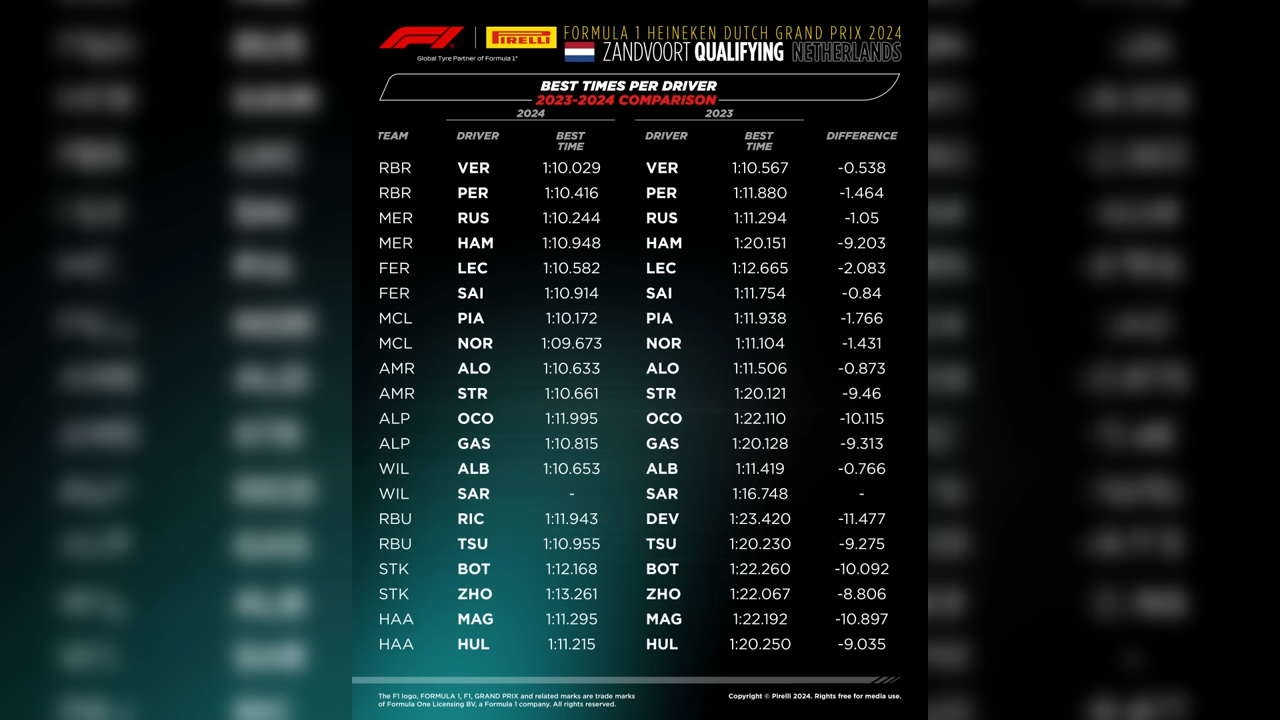 F1 | PIRELLI
Global Tyre Partner of Formula 1®
FORMULA 1 HEINEKEN DUTCH GRAND PRIX 2024
ZANDVOORT QUALIFYING NETHERLANDS
BEST TIMES PER DRIVER
2023-2024 COMPARISON
2024 2023
TEAM DRIVER BEST TIME DRIVER BEST TIME DIFFERENCE
RBR VER 1:10.029 VER 1:10.567 -0.538
RBR PER 1:10.416 PER 1:11.880 -1.464
MER RUS 1:10.244 RUS 1:11.294 -1.05
MER HAM 1:10.948 HAM 1:20.151 -9.203
FER LEC 1:10.582 LEC 1:12.665 -2.083
FER SAI 1:10.914 SAI 1:11.754 -0.84
MCL PIA 1:10.172 PIA 1:11.938 -1.766
MCL NOR 1:09.673 NOR 1:11.104 -1.431
AMR ALO 1:10.633 ALO 1:11.506 -0.873
AMR STR 1:10.661 STR 1:20.121 -9.46
ALP OCO 1:11.995 OCO 1:22.110 -10.115
ALP GAS 1:10.815 GAS 1:20.128 -9.313
WIL ALB 1:10.653 ALB 1:11.419 -0.766
WIL SAR - SAR 1:16.748 -
RBU RIC 1:11.943 DEV 1:23.420 -11.477
RBU TSU 1:10.955 TSU 1:20.230 -9.275
STK BOT 1:12.168 BOT 1:22.260 -10.092
STK ZHO 1:13.261 ZHO 1:22.067 -8.806
HAA MAG 1:11.295 MAG 1:22.192 -10.897
HAA HUL 1:11.215 HUL 1:20.250 -9.035
The F1 logo, FORMULA 1, F1, GRAND PRIX and related marks are trade marks
of Formula One Licensing BV, a Formula 1 company. All rights reserved.
Copyright © Pirelli 2024. Rights free for media use.